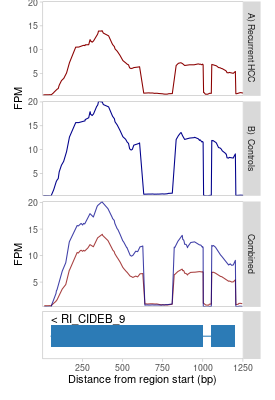 20
15
10
5
A) Recurrent HCC
FPM
20
15
10
5
B). Controls
20
15
10
5
Combined
FPM
< RI_CIDEB_9
250 500 750 1000 1250
Distance from region start (bp)